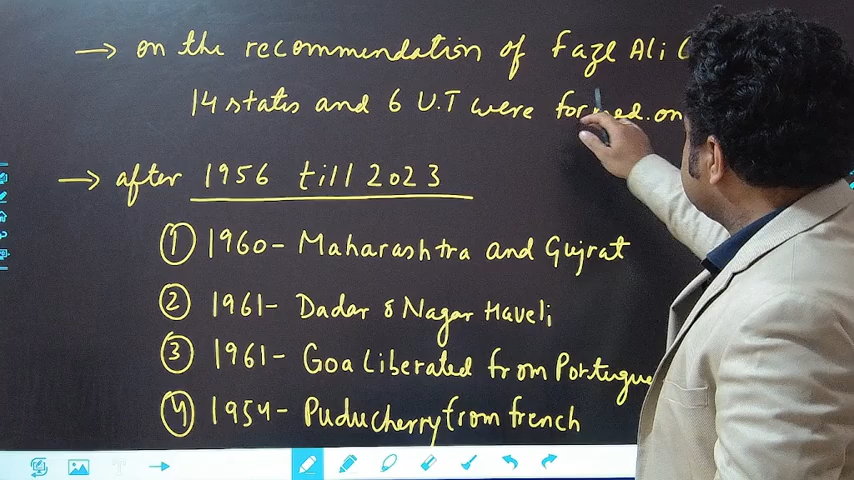 → on the recommendation of Fazl Ali
14 states and 6 U.T were formed on
→ after 1956 till 2023
① 1960- Maharashtra and Gujrat
② 1961- Dadar & Nagar Haveli
③ 1961- Goa Liberated from
④ 1954- Puducherry from french